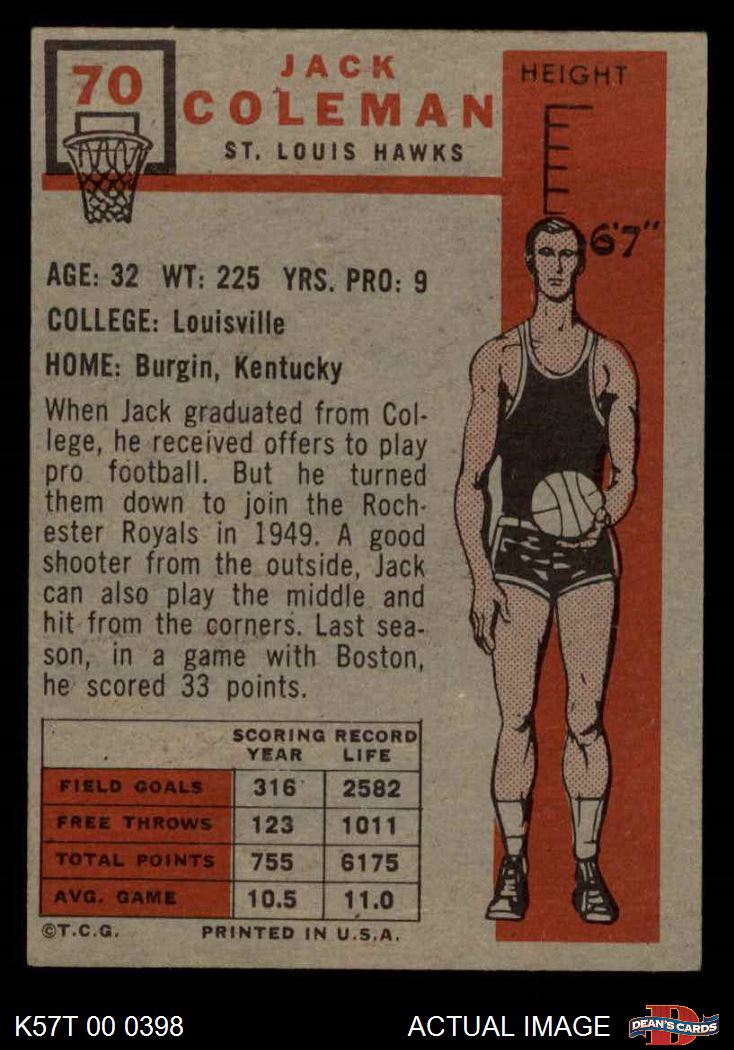 70
JACK
COLEMAN
ST. LOUIS HAWKS
HEIGHT
6'7"
AGE: 32 WT: 225 YRS. PRO: 9
COLLEGE: Louisville
HOME: Burgin, Kentucky
When Jack graduated from Col-
lege, he received offers to play
pro football. But he turned
them down to join the Roch-
ester Royals in 1949. A good
shooter from the outside, Jack
can also play the middle and
hit from the corners. Last sea-
son, in a game with Boston,
he scored 33 points.
SCORING RECORD
YEAR LIFE
FIELD GOALS 316 2582
FREE THROWS 123 1011
TOTAL POINTS 755 6175
AVG. GAME 10.5 11.0
©T.C.G. PRINTED IN U.S.A.
K57T 00 0398 ACTUAL IMAGE
D
DEAN'S CARDS